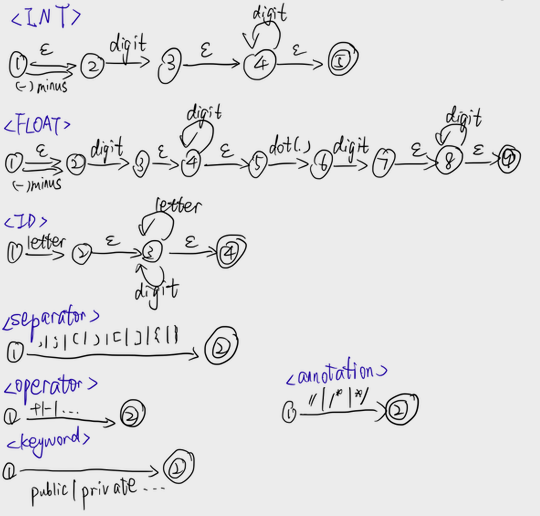 <INT>
① ε (-)minus ② digit ③ ε ④ digit ε ⑤
<FLOAT>
① ε (-)minus ② digit ③ ε ④ digit ε ⑤ dot(.) ⑥ digit ⑦ ε ⑧ digit ε ⑨
<ID>
① letter ② ε ③ letter digit ε ④
<separator>
① ,|;|(|)|[|]|{|} ②
<operator>
① +|-|... ②
<annotation>
① //|/*|*/ ②
<keyword>
① public/private ... ②